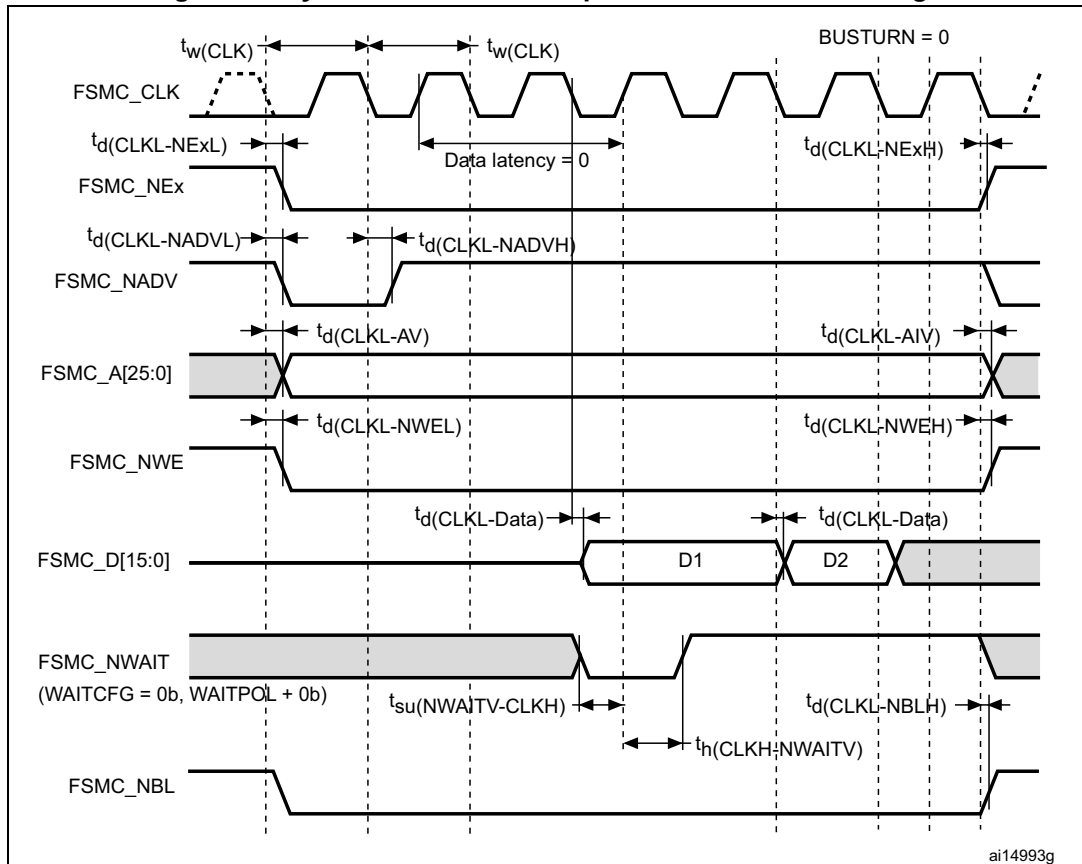 BUSTURN = 0
tw(CLK) tw(CLK)
FSMC_CLK
td(CLKL-NExL) Data latency = 0 td(CLKL-NExH)
FSMC_NEx
td(CLKL-NADVL) td(CLKL-NADVH)
FSMC_NADV
td(CLKL-AV) td(CLKL-AIV)
FSMC_A[25:0]
td(CLKL-NWEL) td(CLKL-NWEH)
FSMC_NWE
td(CLKL-Data) td(CLKL-Data)
FSMC_D[15:0] D1 D2
FSMC_NWAIT
(WAITCFG = 0b, WAITPOL + 0b)
tsu(NWAITV-CLKH) td(CLKL-NBLH)
th(CLKH-NWAITV)
FSMC_NBL
ai14993g